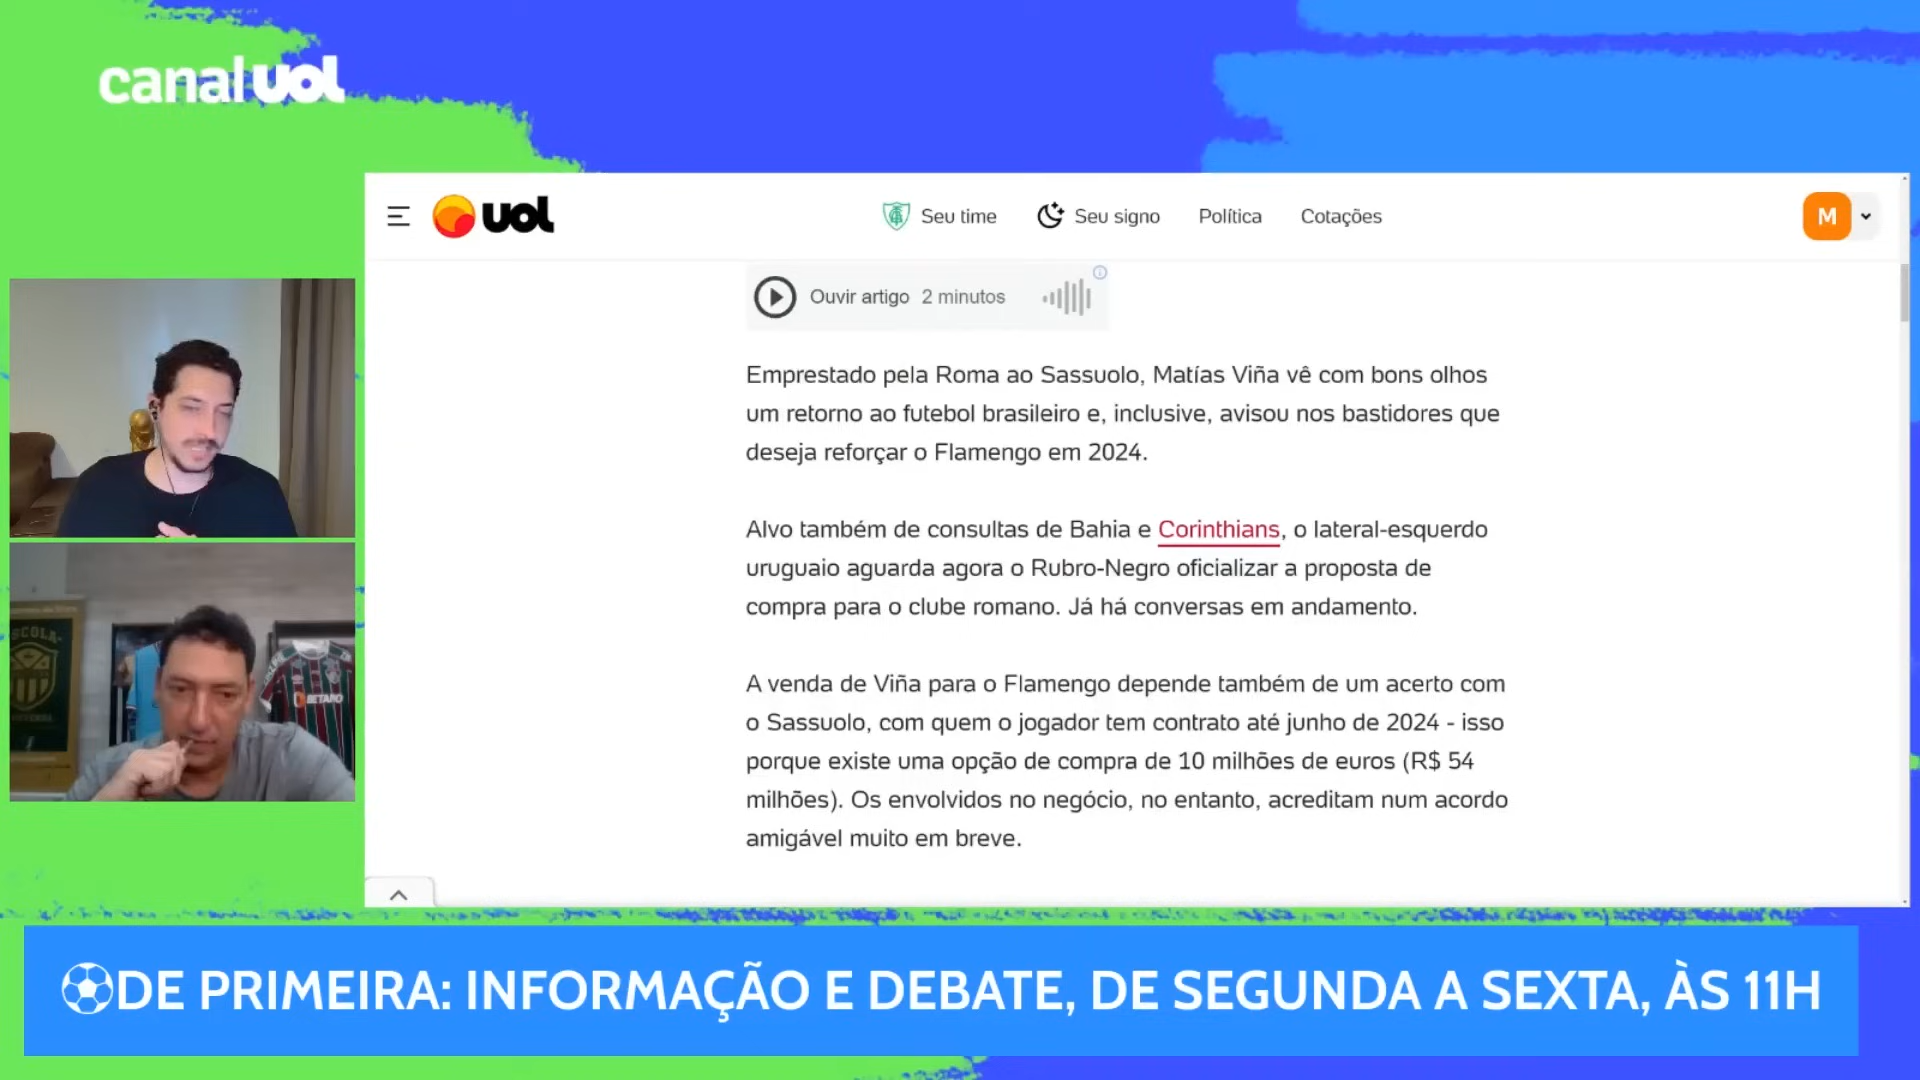 canal uol
uol
Seu time
Seu signo
Política
Cotações
M
Ouvir artigo 2 minutos
Emprestado pela Roma ao Sassuolo, Matías Viña vê com bons olhos
um retorno ao futebol brasileiro e, inclusive, avisou nos bastidores que
deseja reforçar o Flamengo em 2024.
Alvo também de consultas de Bahia e Corinthians, o lateral-esquerdo
uruguaio aguarda agora o Rubro-Negro oficializar a proposta de
compra para o clube romano. Já há conversas em andamento.
A venda de Viña para o Flamengo depende também de um acerto com
o Sassuolo, com quem o jogador tem contrato até junho de 2024 - isso
porque existe uma opção de compra de 10 milhões de euros (R$ 54
milhões). Os envolvidos no negócio, no entanto, acreditam num acordo
amigável muito em breve.
BETANO
DE PRIMEIRA: INFORMAÇÃO E DEBATE, DE SEGUNDA A SEXTA, ÀS 11H